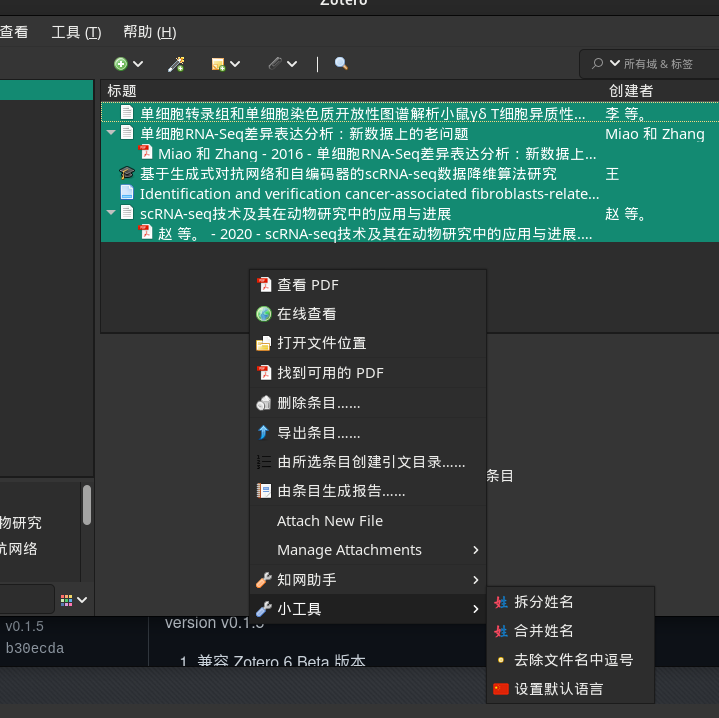 Zotero
查看 工具 (T) 帮助 (H)
所有域 & 标签
标题 创建者
单细胞转录组和单细胞染色质开放性图谱解析小鼠γδ T细胞异质性... 李 等。
单细胞RNA-Seq差异表达分析：新数据上的老问题 Miao 和 Zhang
Miao 和 Zhang - 2016 - 单细胞RNA-Seq差异表达分析：新数据上...
基于生成式对抗网络和自编码器的scRNA-seq数据降维算法研究 王
Identification and verification cancer-associated fibroblasts-relate...
scRNA-seq技术及其在动物研究中的应用与进展 赵 等。
赵 等。 - 2020 - scRNA-seq技术及其在动物研究中的应用与进展....
查看 PDF
在线查看
打开文件位置
找到可用的 PDF
删除条目......
导出条目......
由所选条目创建引文目录......
条目
由条目生成报告......
物研究
Attach New File
抗网络
Manage Attachments
知网助手
小工具
拆分姓名
合并姓名
去除文件名中逗号
设置默认语言
v0.1.5
version v0.1.5
b30ecda
1. 兼容 Zotero 6 Beta 版本